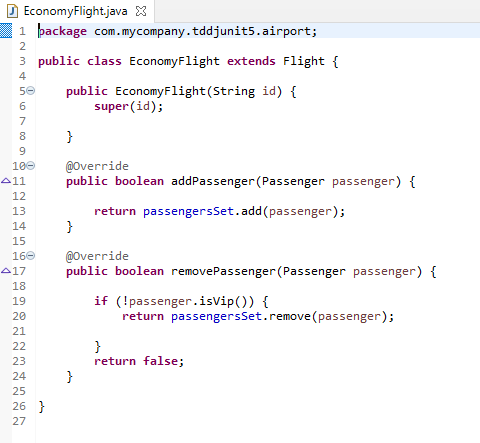 EconomyFlight.java
1 package com.mycompany.tddjunit5.airport;
2
3 public class EconomyFlight extends Flight {
4
5     public EconomyFlight(String id) {
6         super(id);
7
8     }
9
10     @Override
11     public boolean addPassenger(Passenger passenger) {
12
13         return passengersSet.add(passenger);
14     }
15
16     @Override
17     public boolean removePassenger(Passenger passenger) {
18
19         if (!passenger.isVip()) {
20             return passengersSet.remove(passenger);
21
22         }
23         return false;
24     }
25
26 }
27